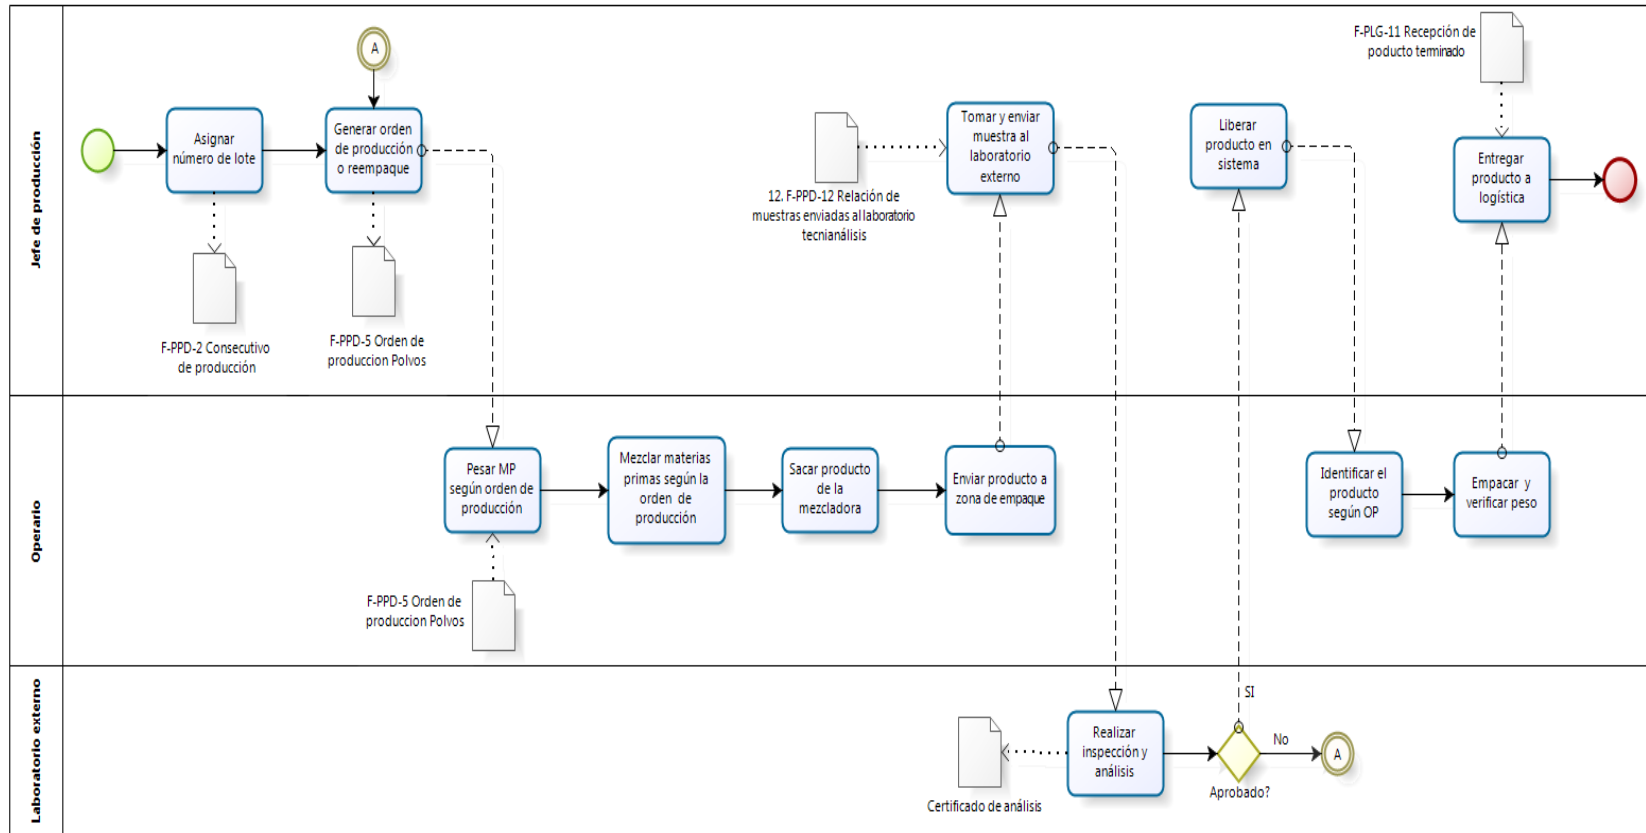 Jefe de producción
A
Asignar
número de lote
Generar orden
de producción
o reempaque
F-PPD-2 Consecutivo
de producción
F-PPD-5 Orden de
produccion Polvos
12. F-PPD-12 Relación de
muestras enviadas al laboratorio
tecnianálisis
Tomar y enviar
muestra al
laboratorio
externo
Liberar
producto en
sistema
F-PLG-11 Recepción de
poducto terminado
Entregar
producto a
logística
Operario
Pesar MP
según orden de
producción
F-PPD-5 Orden de
produccion Polvos
Mezclar materias
primas según la
orden de
producción
Sacar producto
de la
mezcladora
Enviar producto a
zona de empaque
Identificar el
producto
según OP
Empacar y
verificar peso
Laboratorio externo
Certificado de análisis
Realizar
inspección y
análisis
SI
Aprobado?
No
A